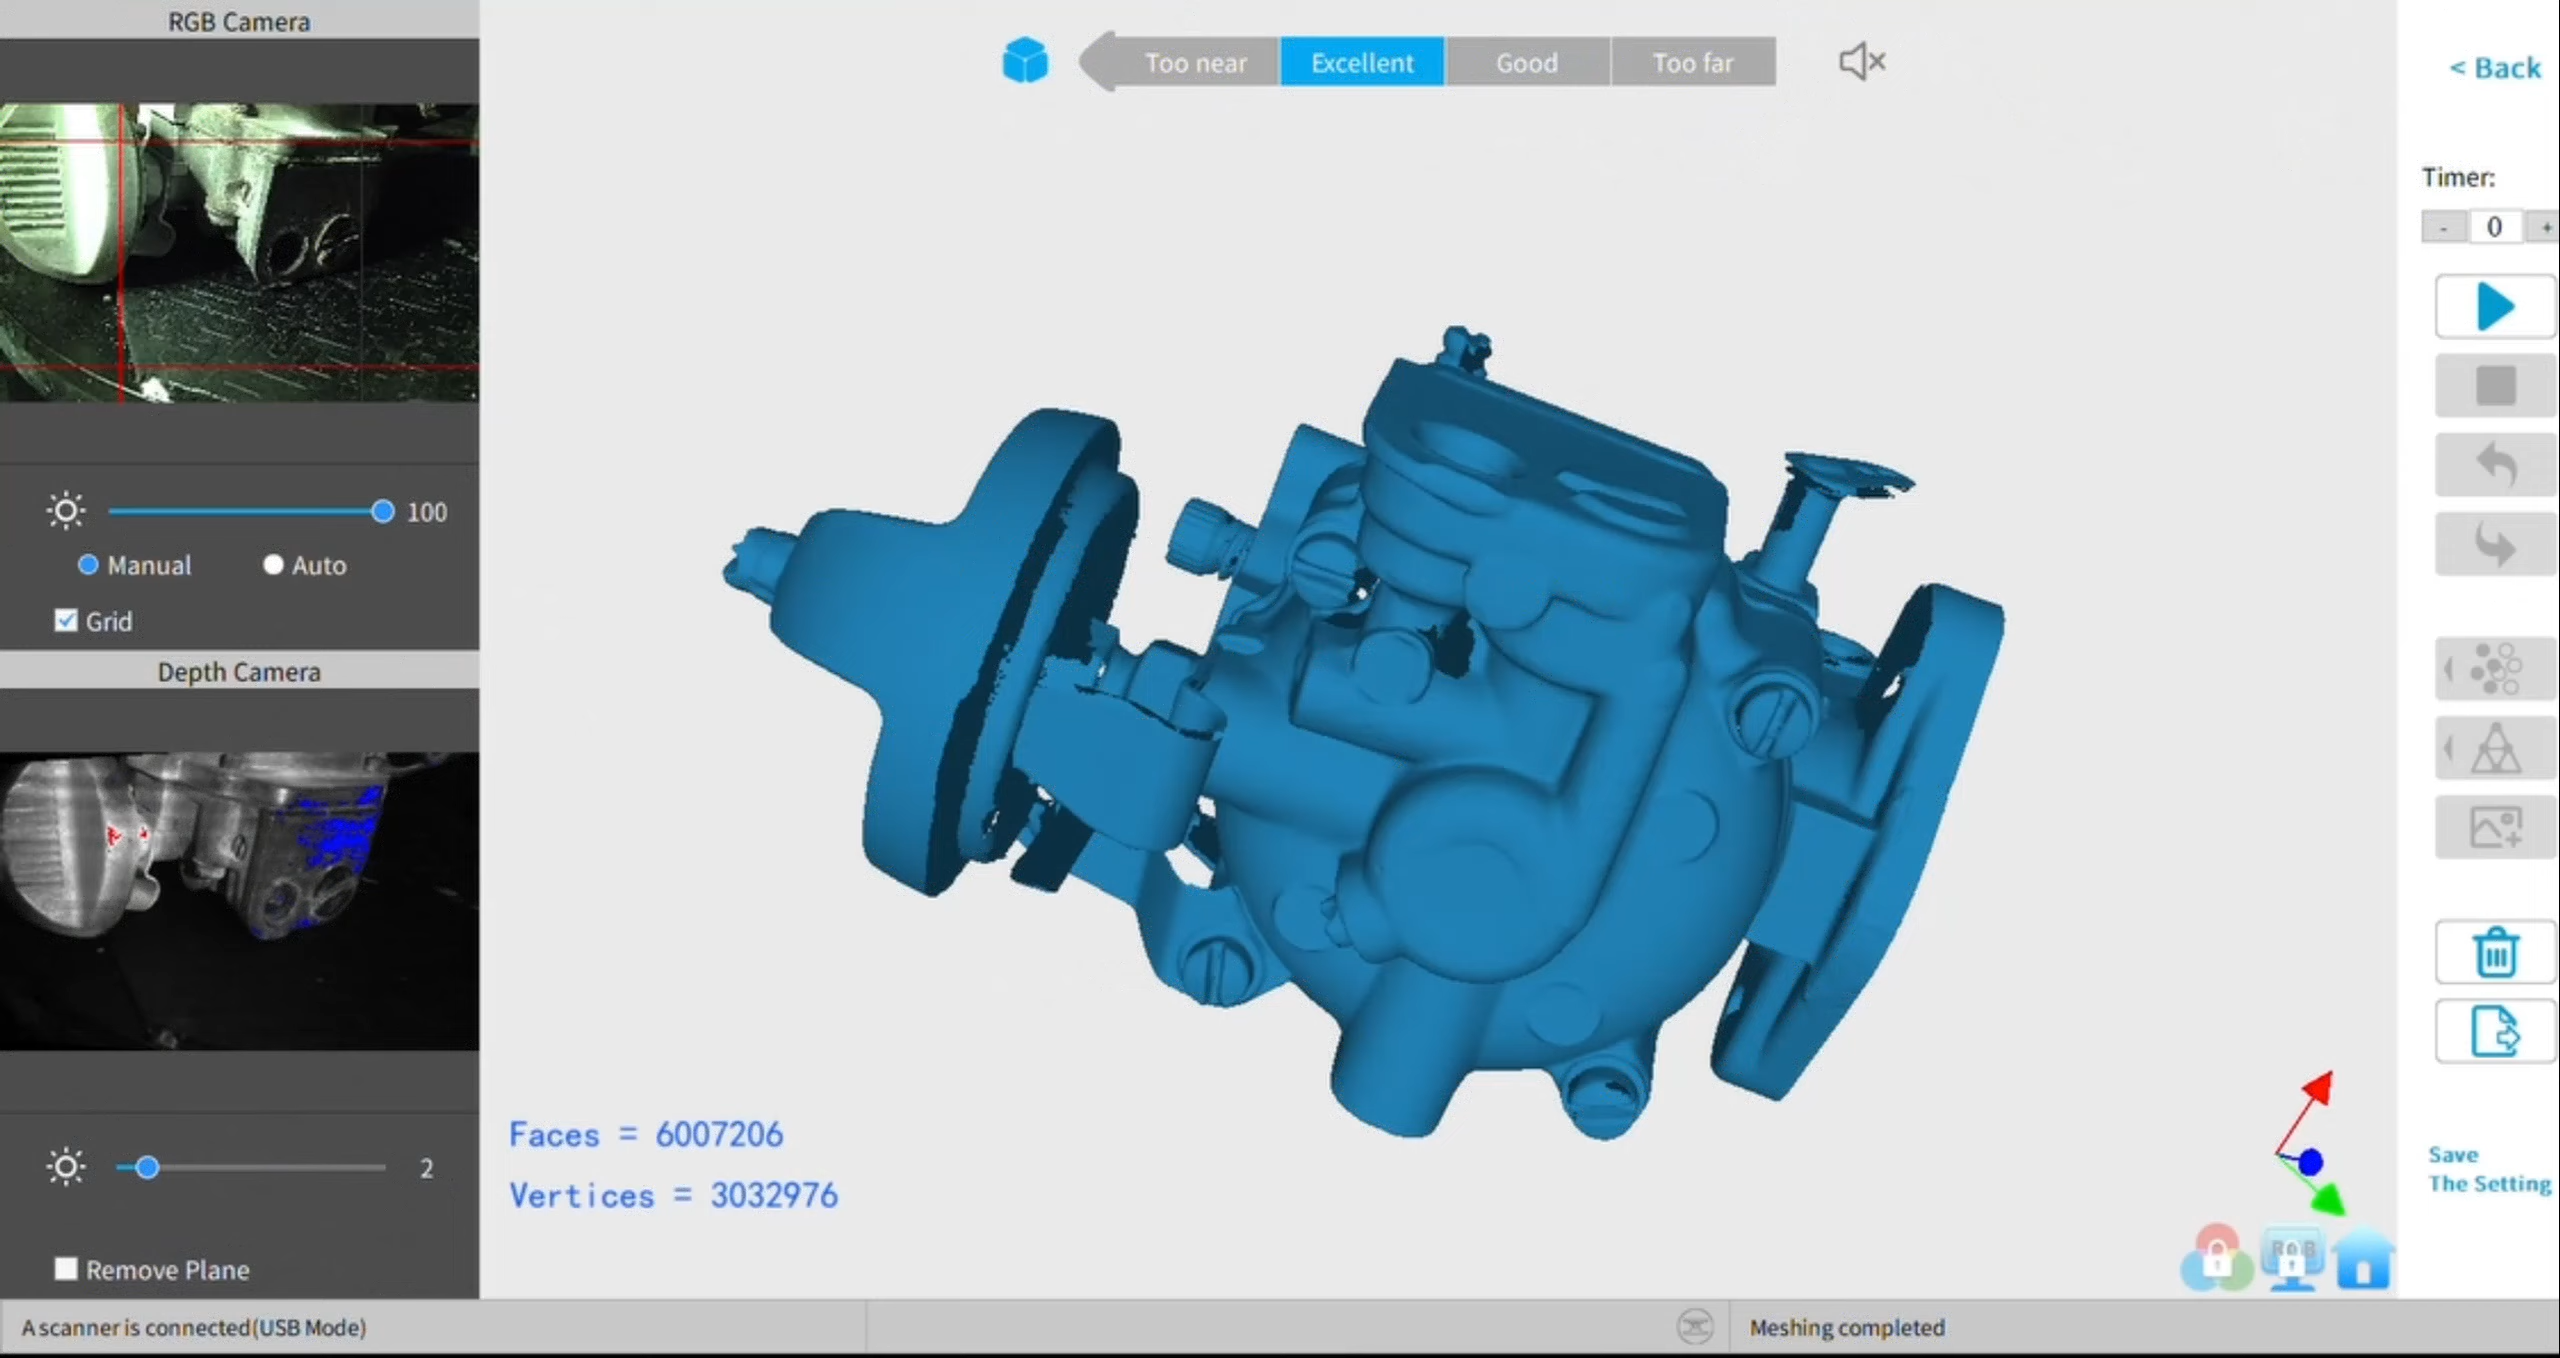 RGB Camera
Too near
Excellent
Good
Too far
< Back
Timer:
- 0 +
100
Manual
Auto
Grid
Depth Camera
Faces = 6007206
Vertices = 3032976
2
Remove Plane
Save
The Setting
RGB
A scanner is connected(USB Mode)
Meshing completed